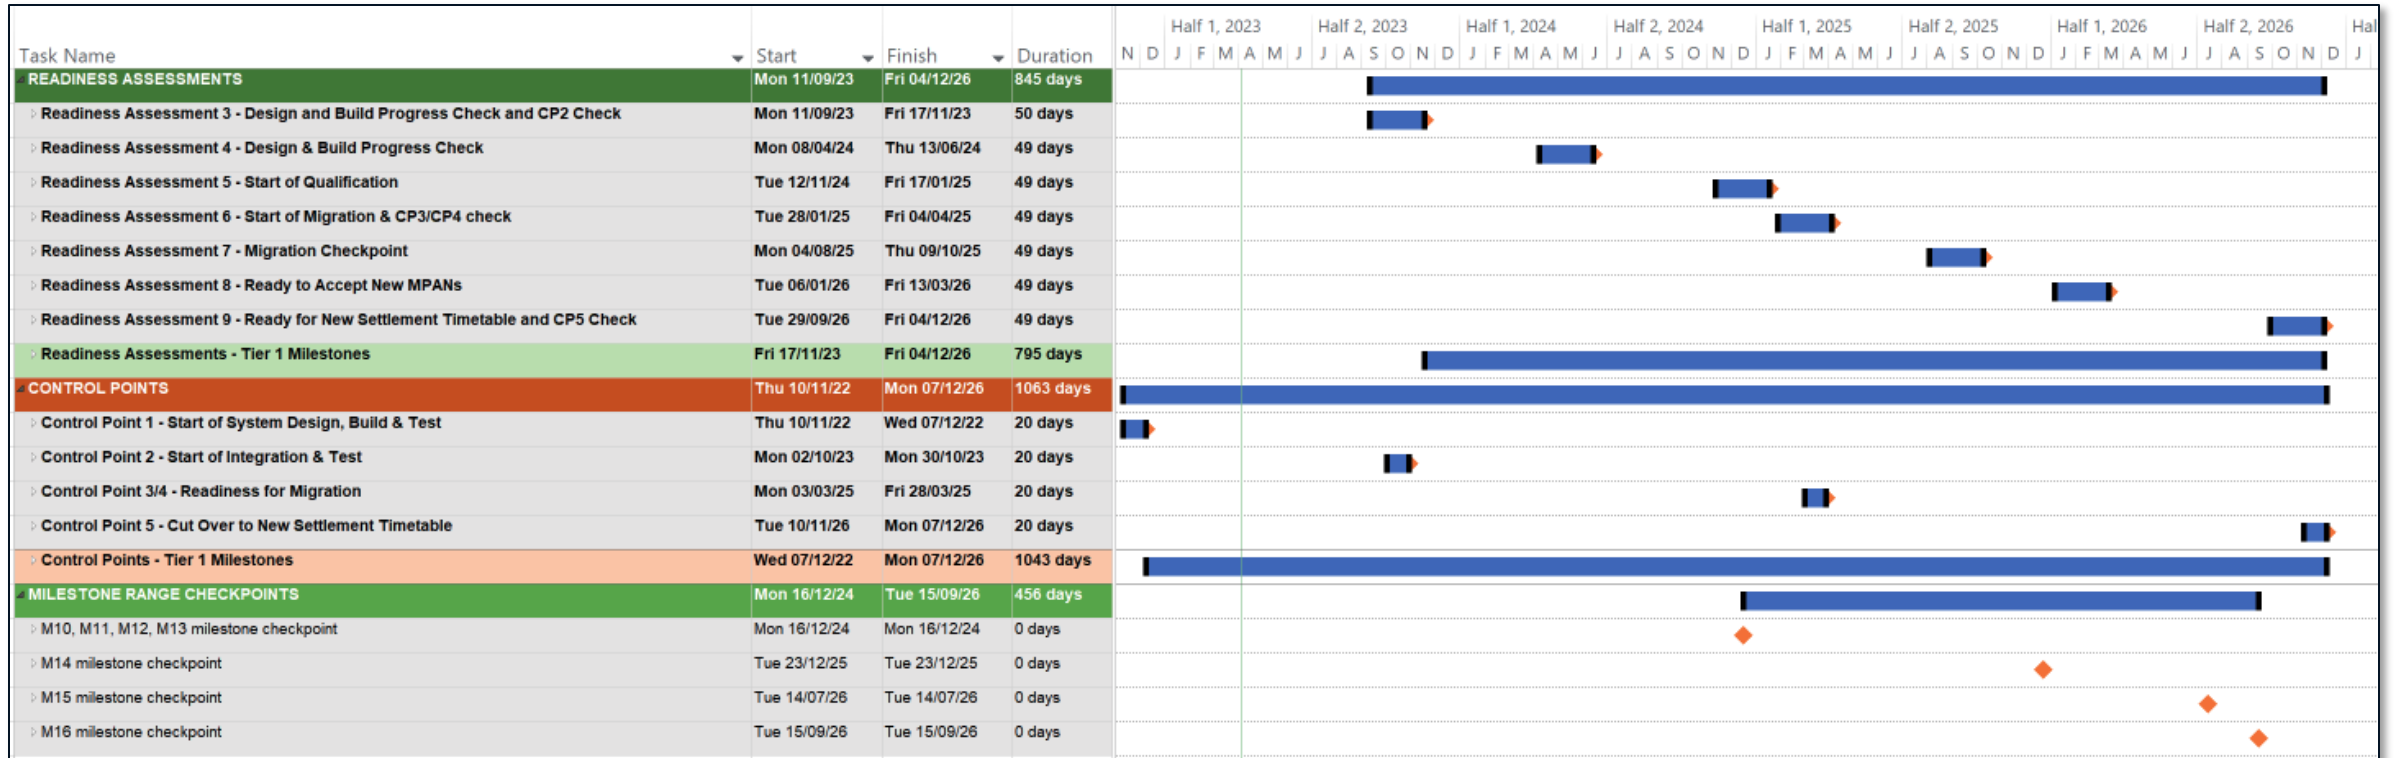 Half 1, 2023 Half 2, 2023 Half 1, 2024 Half 2, 2024 Half 1, 2025 Half 2, 2025 Half 1, 2026 Half 2, 2026 Hal
Task Name Start Finish Duration N D J F M A M J J A S O N D J F M A M J J A S O N D J F M A M J J A S O N D J F M A M J J A S O N D J
READINESS ASSESSMENTS Mon 11/09/23 Fri 04/12/26 845 days
Readiness Assessment 3 - Design and Build Progress Check and CP2 Check Mon 11/09/23 Fri 17/11/23 50 days
Readiness Assessment 4 - Design & Build Progress Check Mon 08/04/24 Thu 13/06/24 49 days
Readiness Assessment 5 - Start of Qualification Tue 12/11/24 Fri 17/01/25 49 days
Readiness Assessment 6 - Start of Migration & CP3/CP4 check Tue 28/01/25 Fri 04/04/25 49 days
Readiness Assessment 7 - Migration Checkpoint Mon 04/08/25 Thu 09/10/25 49 days
Readiness Assessment 8 - Ready to Accept New MPANs Tue 06/01/26 Fri 13/03/26 49 days
Readiness Assessment 9 - Ready for New Settlement Timetable and CP5 Check Tue 29/09/26 Fri 04/12/26 49 days
Readiness Assessments - Tier 1 Milestones Fri 17/11/23 Fri 04/12/26 795 days
CONTROL POINTS Thu 10/11/22 Mon 07/12/26 1063 days
Control Point 1 - Start of System Design, Build & Test Thu 10/11/22 Wed 07/12/22 20 days
Control Point 2 - Start of Integration & Test Mon 02/10/23 Mon 30/10/23 20 days
Control Point 3/4 - Readiness for Migration Mon 03/03/25 Fri 28/03/25 20 days
Control Point 5 - Cut Over to New Settlement Timetable Tue 10/11/26 Mon 07/12/26 20 days
Control Points - Tier 1 Milestones Wed 07/12/22 Mon 07/12/26 1043 days
MILESTONE RANGE CHECKPOINTS Mon 16/12/24 Tue 15/09/26 456 days
M10, M11, M12, M13 milestone checkpoint Mon 16/12/24 Mon 16/12/24 0 days
M14 milestone checkpoint Tue 23/12/25 Tue 23/12/25 0 days
M15 milestone checkpoint Tue 14/07/26 Tue 14/07/26 0 days
M16 milestone checkpoint Tue 15/09/26 Tue 15/09/26 0 days